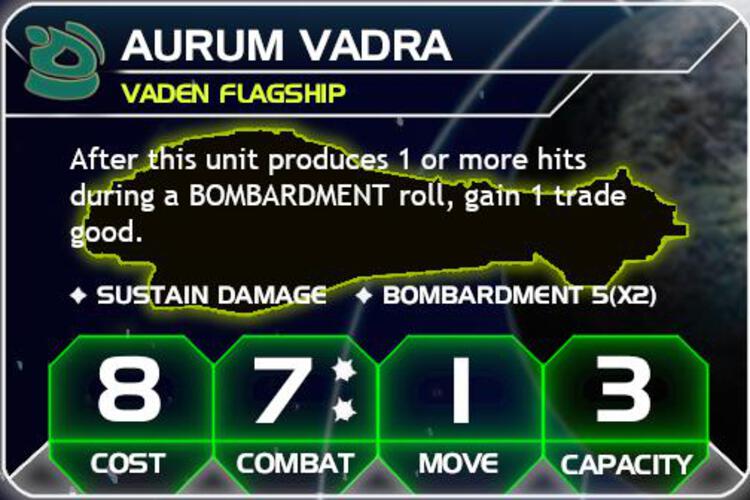 AURUM VADRA
VADEN FLAGSHIP
After this unit produces 1 or more hits
during a BOMBARDMENT roll, gain 1 trade
good.
SUSTAIN DAMAGE BOMBARDMENT 5(X2)
8 7 1 3
COST COMBAT MOVE CAPACITY